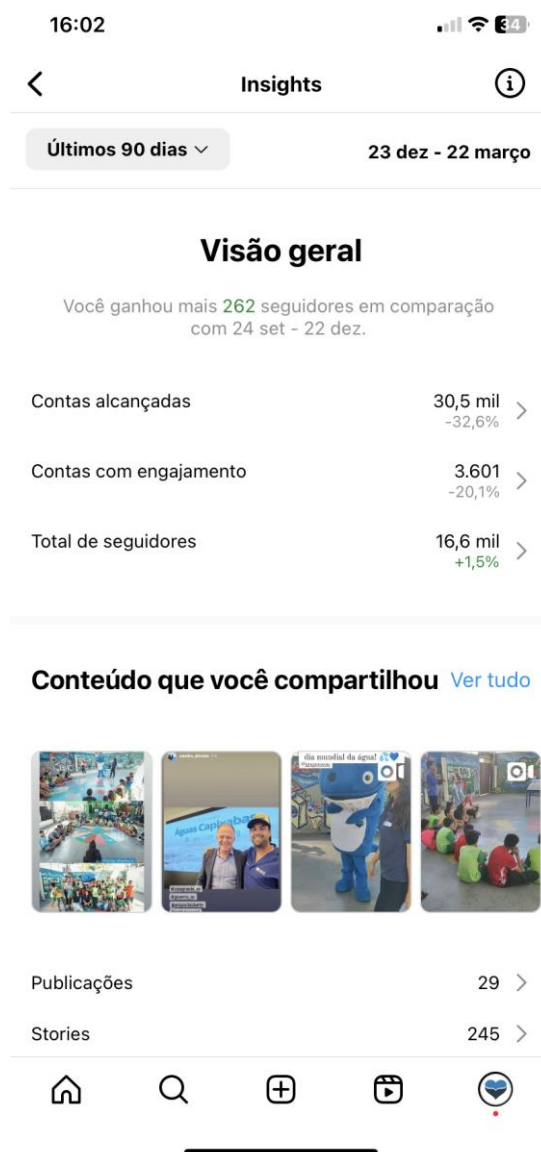 16:02
34
Insights
Últimos 90 dias
23 dez - 22 março
Visão geral
Você ganhou mais 262 seguidores em comparação
com 24 set - 22 dez.
Contas alcançadas
30,5 mil
-32,6%
Contas com engajamento
3.601
-20,1%
Total de seguidores
16,6 mil
+1,5%
Conteúdo que você compartilhou
Ver tudo
Águas Capixabas
dia mundial da água!
Publicações
29
Stories
245